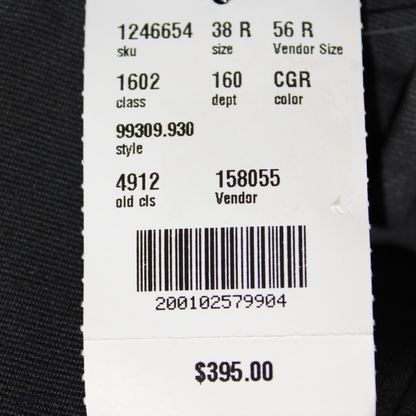 1246654 38 R 56 R
sku size Vendor Size
1602 160 CGR
class dept color
99309.930
style
4912 158055
old cls Vendor
200102579904
$395.00